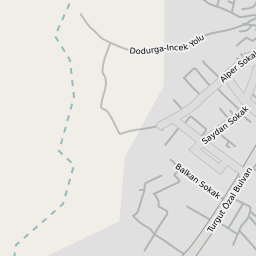 Dodurga-Incek Yolu
Alper Sokak
Saydan Sokak
Balkan Sokak
Turgut Özal Bulvarı